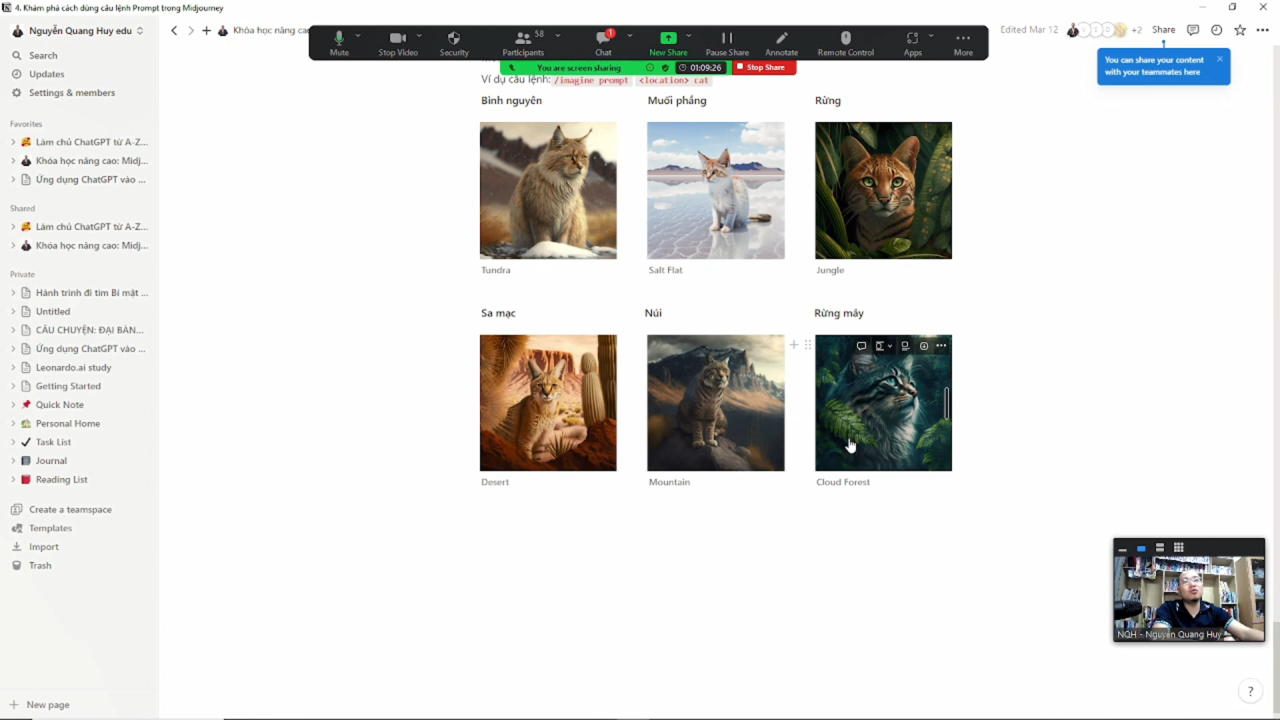 4. Khám phá cách dùng câu lệnh Prompt trong Midjourney
Nguyễn Quang Huy edu
Khóa học nâng cao
Edited Mar 12
+2
Share
Mute
Stop Video
Security
58
Participants
1
Chat
New Share
Pause Share
Annotate
Remote Control
Apps
More
You are screen sharing
01:09:26
Stop Share
You can share your content
with your teammates here
Search
Updates
Settings & members
Favorites
Làm chủ ChatGPT từ A-Z...
Khóa học nâng cao: Midj...
Ứng dụng ChatGPT vào ...
Shared
Làm chủ ChatGPT từ A-Z...
Khóa học nâng cao: Midj...
Private
Hành trình đi tìm Bí mật ...
Untitled
CÂU CHUYỆN: ĐẠI BÀN...
Ứng dụng ChatGPT vào ...
Leonardo.ai study
Getting Started
Quick Note
Personal Home
Task List
Journal
Reading List
Create a teamspace
Templates
Import
Trash
New page
Ví dụ câu lệnh: /imagine prompt <location> cat
Bình nguyên
Muối phẳng
Rừng
Tundra
Salt Flat
Jungle
Sa mạc
Núi
Rừng mây
Desert
Mountain
Cloud Forest
NQH - Nguyen Quang Huy
?